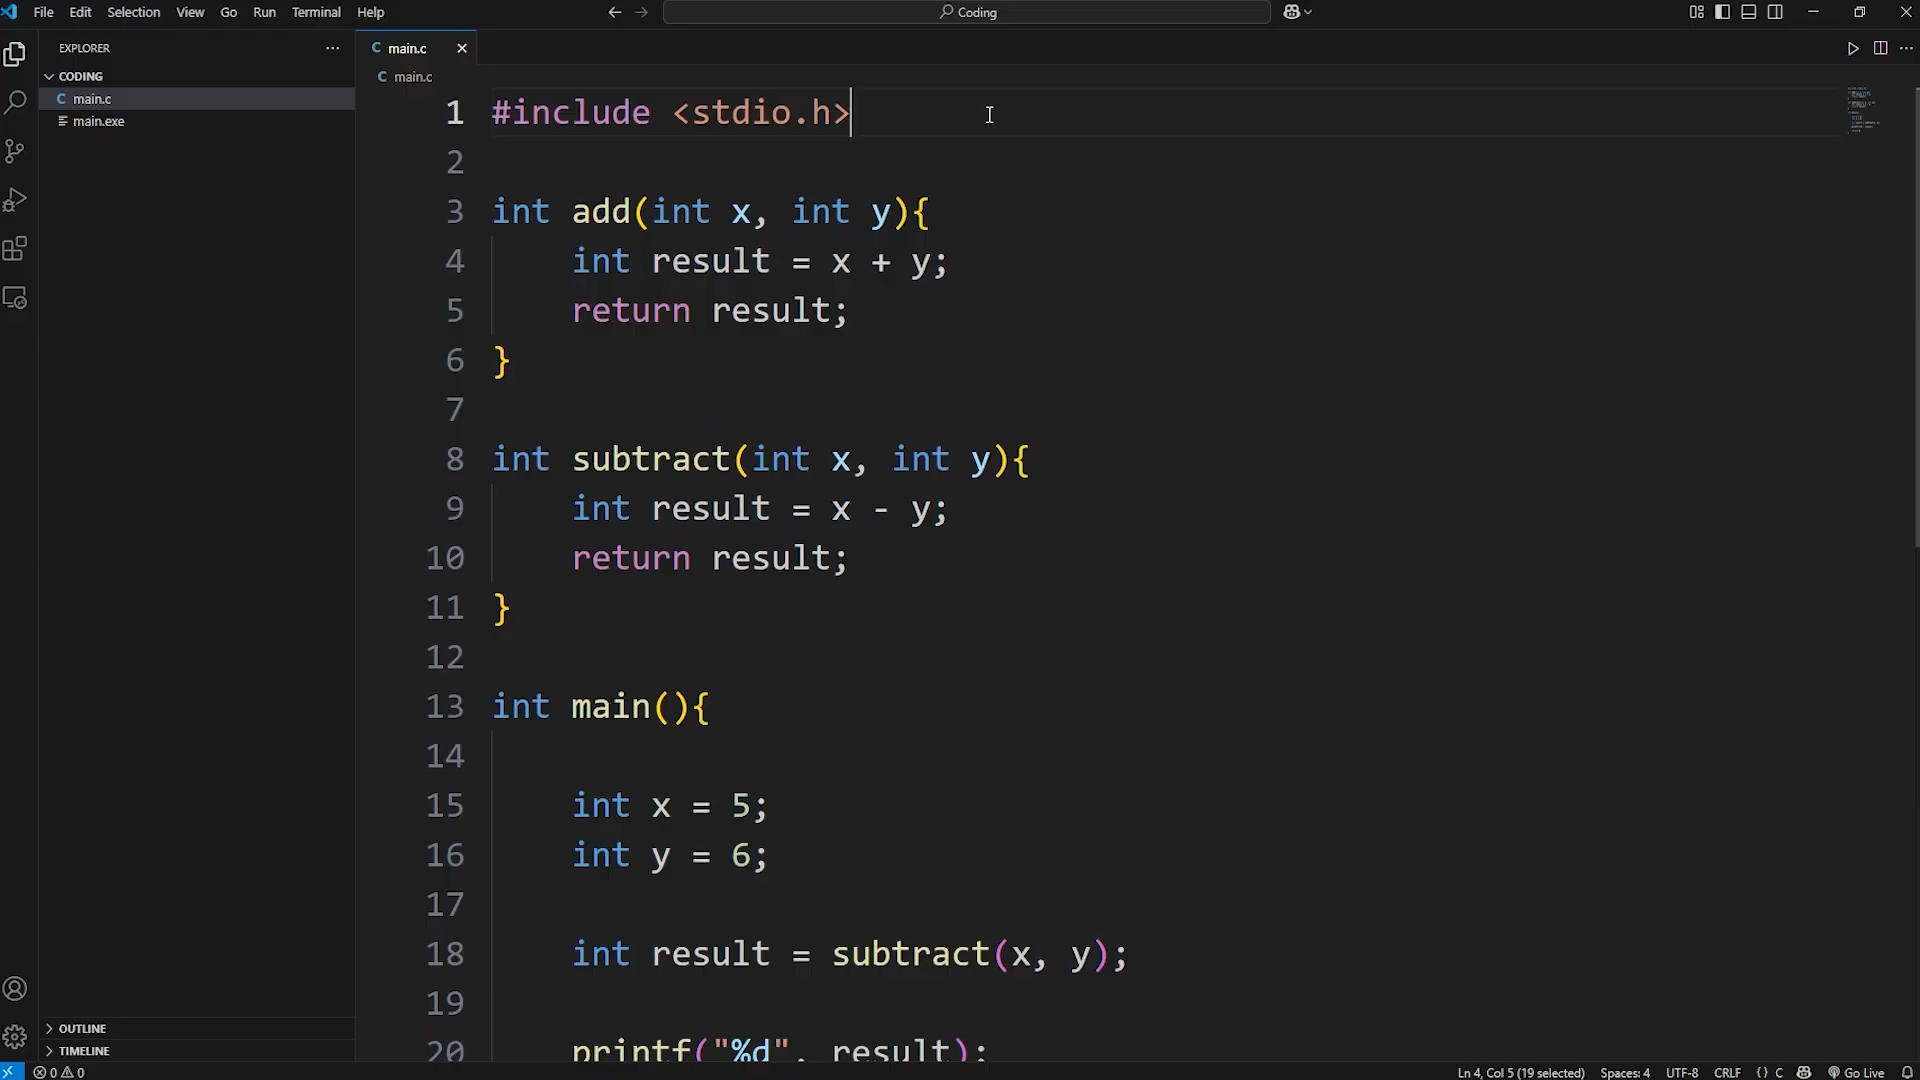 File Edit Selection View Go Run Terminal Help
Coding
EXPLORER
CODING
main.c
main.exe
OUTLINE
TIMELINE
main.c
main.c
1 #include <stdio.h>
2
3 int add(int x, int y){
4     int result = x + y;
5     return result;
6 }
7
8 int subtract(int x, int y){
9     int result = x - y;
10     return result;
11 }
12
13 int main(){
14
15     int x = 5;
16     int y = 6;
17
18     int result = subtract(x, y);
19
20     printf("%d", result);
0 0
Ln 4, Col 5 (19 selected) Spaces: 4 UTF-8 CRLF {} C Go Live